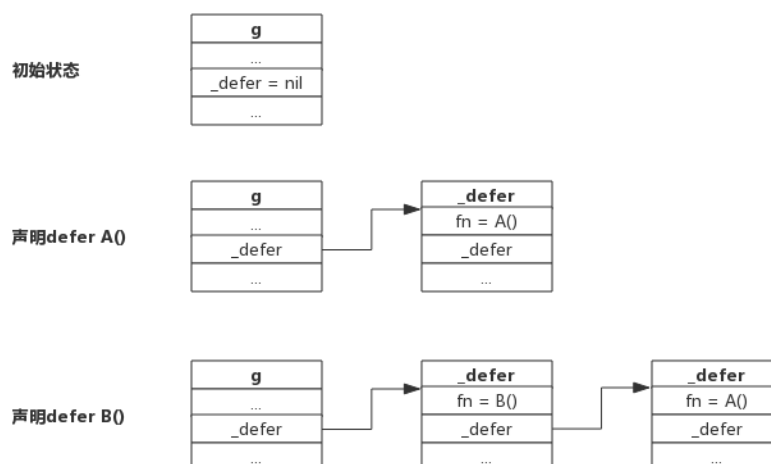 g
...
初始状态
_defer = nil
...
g
_defer
...
fn = A()
声明defer A()
_defer
_defer
...
...
g
_defer
_defer
...
fn = B()
fn = A()
声明defer B()
_defer
_defer
_defer
...
...
...